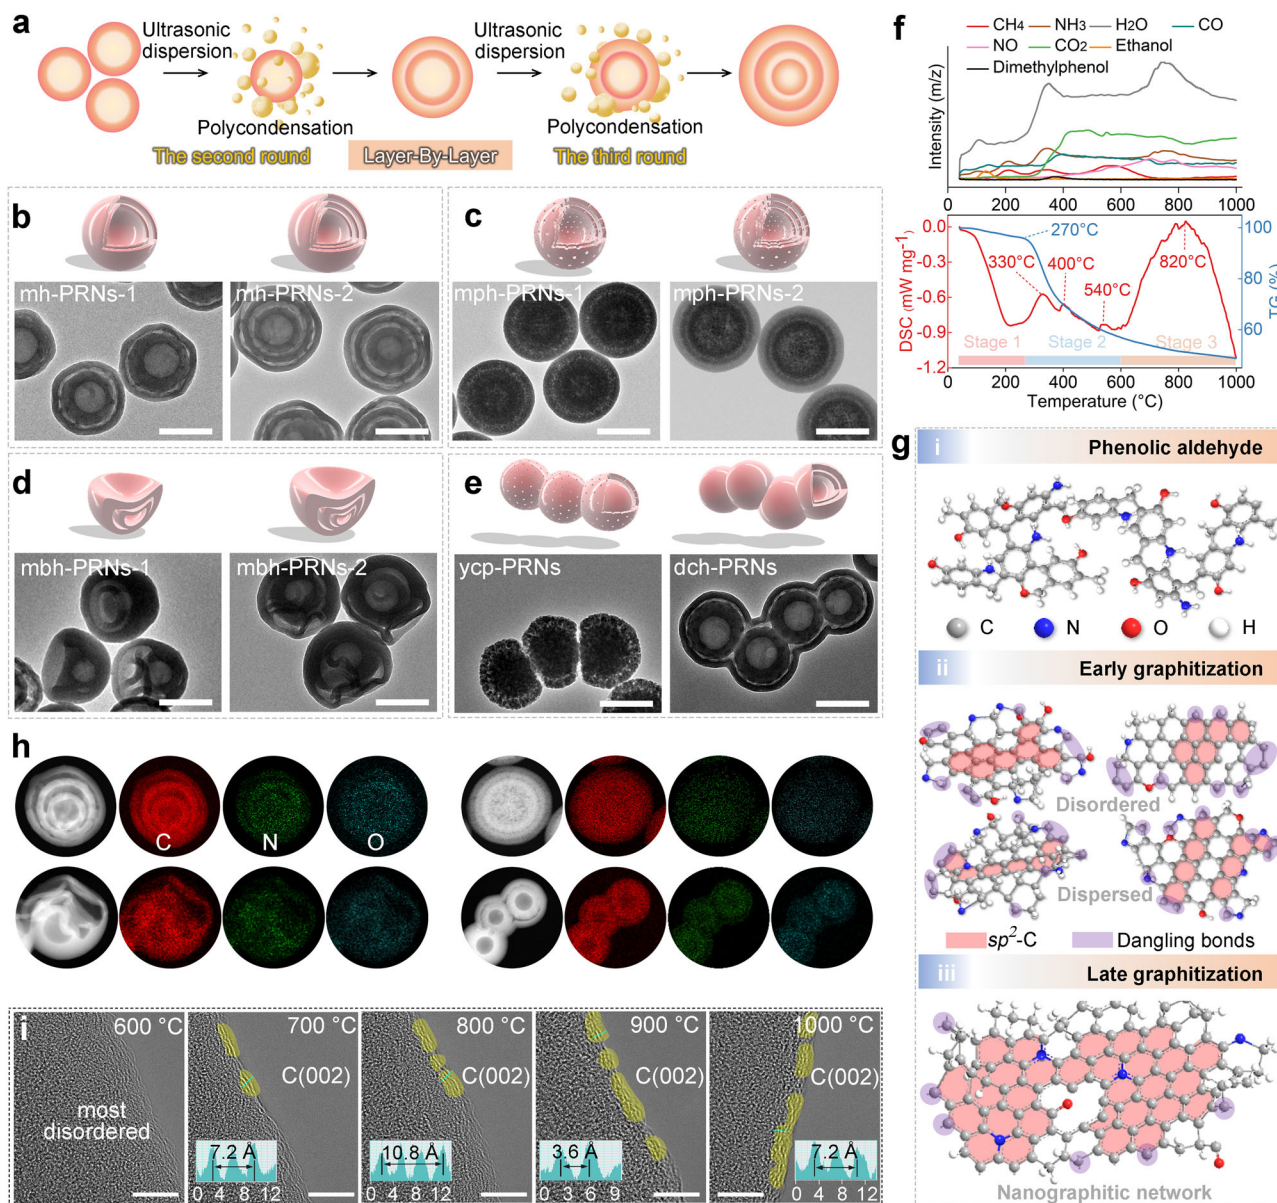 a
Ultrasonic
dispersion
Polycondensation
The second round
Layer-By-Layer
Ultrasonic
dispersion
Polycondensation
The third round
b
mh-PRNs-1
mh-PRNs-2
c
mph-PRNs-1
mph-PRNs-2
d
mbh-PRNs-1
mbh-PRNs-2
e
ycp-PRNs
dch-PRNs
f
CH4 NH3 H2O CO
NO CO2 Ethanol
Dimethylphenol
Intensity (m/z)
0 200 400 600 800 1000
DSC (mW mg-1)
0.0
-0.3
-0.6
-0.9
-1.2
270°C
330°C
400°C
540°C
820°C
Stage 1
Stage 2
Stage 3
100
80
60
TG (%)
0 200 400 600 800 1000
Temperature (°C)
g
i
Phenolic aldehyde
C N O H
ii
Early graphitization
Disordered
Dispersed
sp2-C
Dangling bonds
iii
Late graphitization
Nanographitic network
h
C
N
O
i
600 °C
most
disordered
700 °C
C(002)
7.2 Å
0 4 8 12
800 °C
C(002)
10.8 Å
0 4 8 12
900 °C
C(002)
3.6 Å
0 3 6 9
1000 °C
C(002)
7.2 Å
0 4 8 12